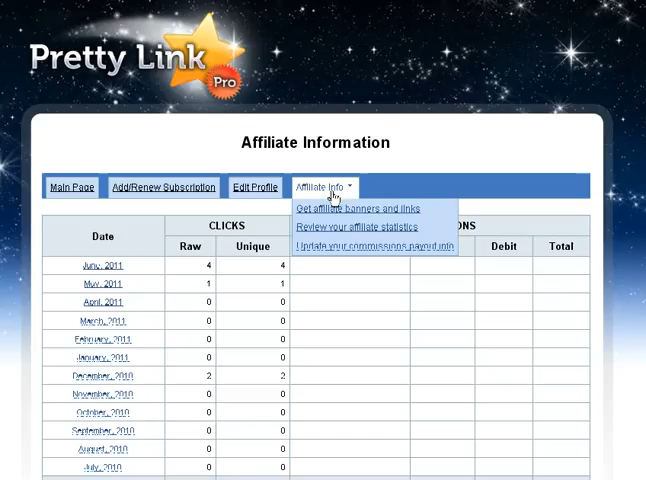 Pretty Link
Pro
Affiliate Information
Main Page Add/Renew Subscription Edit Profile Affiliate Info
Get affiliate banners and links
Review your affiliate statistics
Update your commissions payout info
Date CLICKS
Raw Unique Debit Total
June, 2011 4 4
May, 2011 1 1
April, 2011 0 0
March, 2011 0 0
February, 2011 0 0
January, 2011 0 0
December, 2010 2 2
November, 2010 0 0
October, 2010 0 0
September, 2010 0 0
August, 2010 0 0
July, 2010 0 0